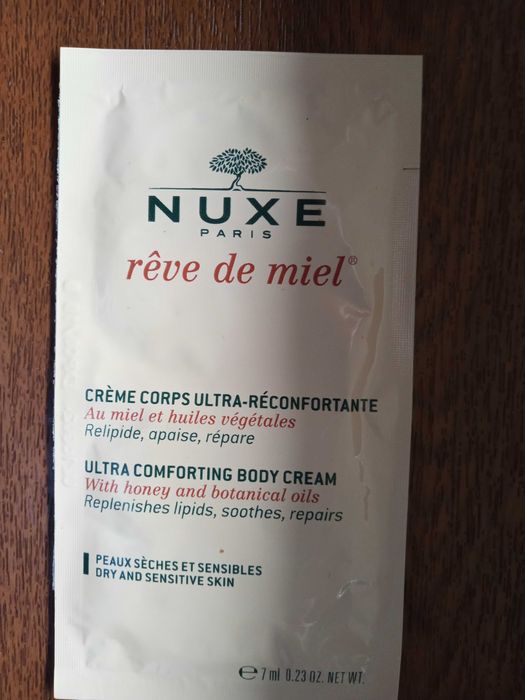 NUXE
PARIS
rêve de miel®
CRÈME CORPS ULTRA-RÉCONFORTANTE
Au miel et huiles végétales
Relipide, apaise, répare
ULTRA COMFORTING BODY CREAM
With honey and botanical oils
Replenishes lipids, soothes, repairs
PEAUX SÈCHES ET SENSIBLES
DRY AND SENSITIVE SKIN
℮ 7 ml 0.23 OZ. NET WT.